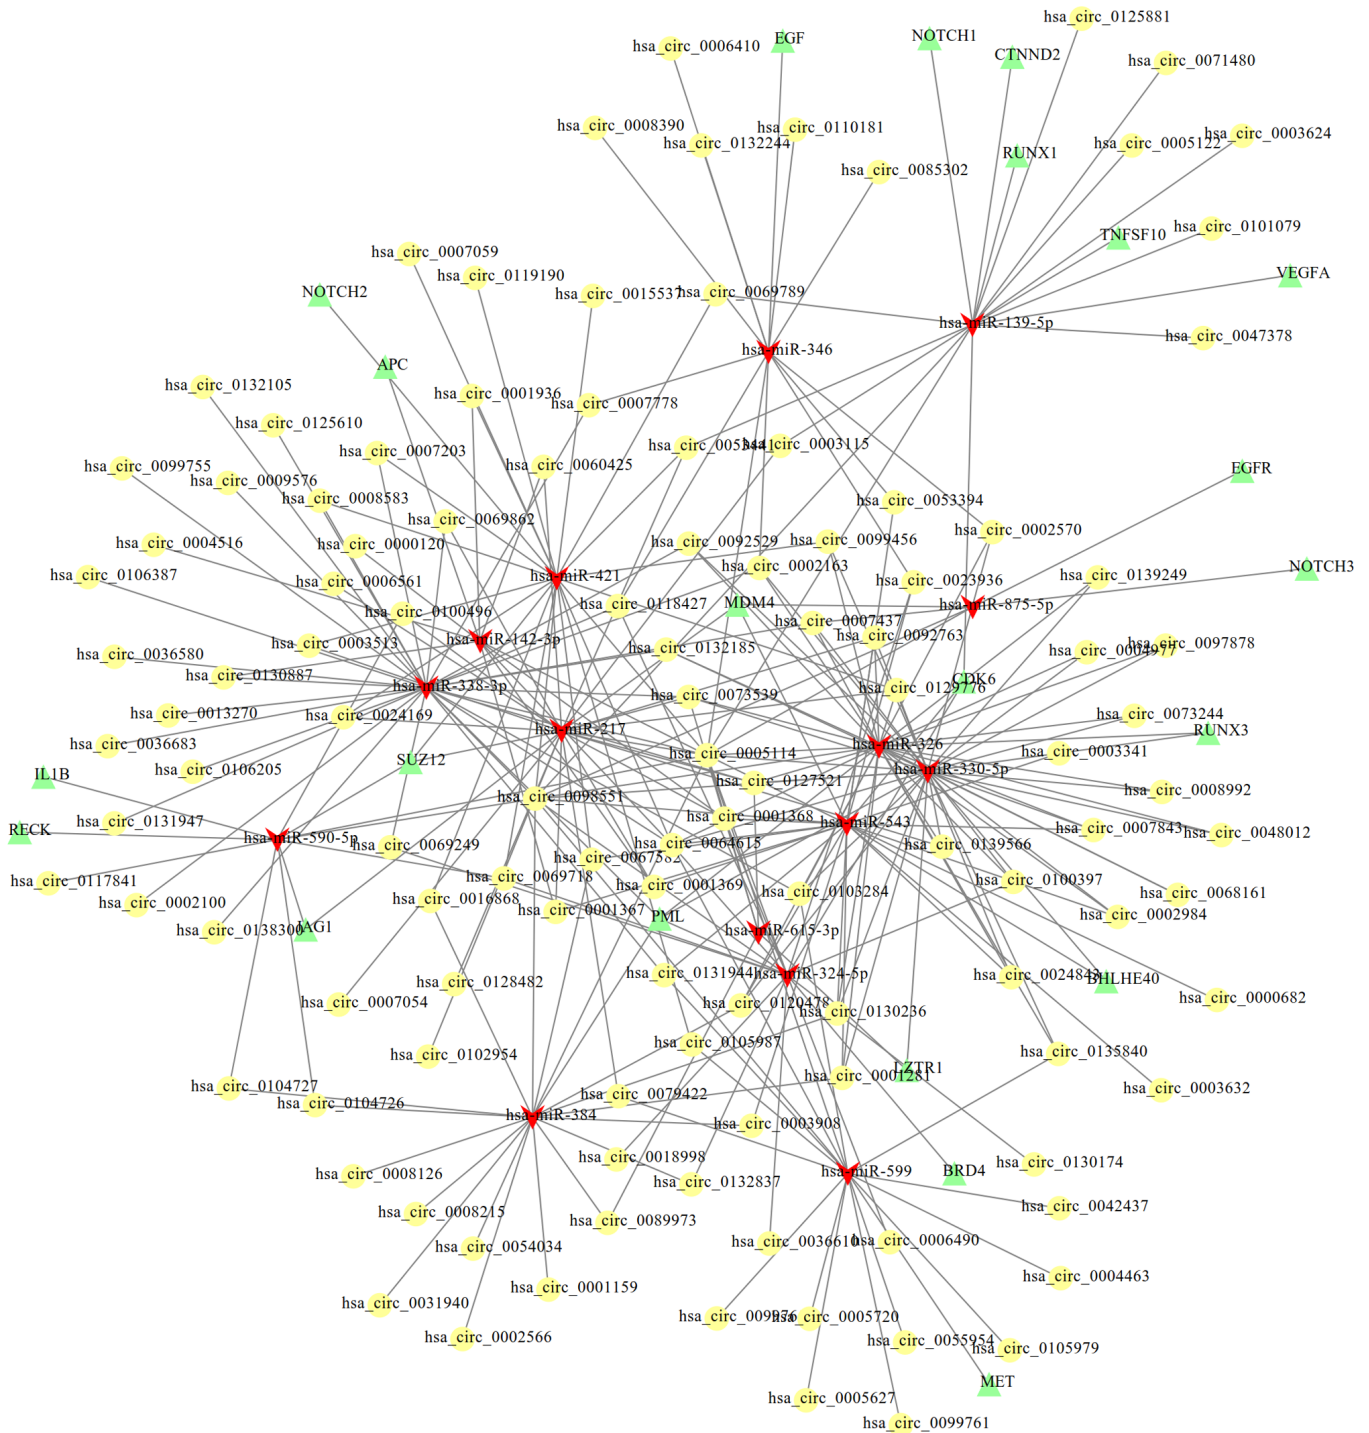 hsa_circ_0125881
NOTCH1
EGF
hsa_circ_0006410
CTNND2
hsa_circ_0071480
hsa_circ_0008390
hsa_circ_0110181
hsa_circ_0132244
hsa_circ_0003624
hsa_circ_0005122
RUNX1
hsa_circ_0085302
hsa_circ_0101079
TNFSF10
hsa_circ_0007059
hsa_circ_0119190
VEGFA
NOTCH2
hsa_circ_0015537
hsa_circ_0069789
hsa-miR-139-5p
hsa_circ_0047378
hsa-miR-346
APC
hsa_circ_0132105
hsa_circ_0001936
hsa_circ_0007778
hsa_circ_0125610
hsa_circ_0007203
hsa_circ_0053441
hsa_circ_0003115
hsa_circ_0099755
hsa_circ_0060425
EGFR
hsa_circ_0009576
hsa_circ_0008583
hsa_circ_0053394
hsa_circ_0069862
hsa_circ_0002570
hsa_circ_0004516
hsa_circ_0000120
hsa_circ_0092529
hsa_circ_0099456
hsa_circ_0002163
NOTCH3
hsa_circ_0106387
hsa_circ_0006561
hsa-miR-421
hsa_circ_0139249
hsa_circ_0023936
hsa_circ_0100496
hsa_circ_0118427
MDM4
hsa-miR-875-5p
hsa_circ_0007437
hsa_circ_0092763
hsa_circ_0003513
hsa-miR-142-3p
hsa_circ_0097878
hsa_circ_0004977
hsa_circ_0036580
hsa_circ_0132185
hsa_circ_0130887
hsa-miR-338-3p
CDK6
hsa_circ_0129776
hsa_circ_0073539
hsa_circ_0013270
hsa_circ_0024169
hsa_circ_0073244
hsa-miR-217
RUNX3
hsa_circ_0036683
hsa-miR-326
hsa_circ_0003341
hsa_circ_0005114
SUZ12
hsa_circ_0106205
hsa-miR-330-5p
IL1B
hsa_circ_0127521
hsa_circ_0008992
hsa_circ_0098551
hsa_circ_0001368
hsa_circ_0131947
hsa-miR-543
hsa_circ_0007843
hsa_circ_0048012
RECK
hsa-miR-590-5p
hsa_circ_0064615
hsa_circ_0069249
hsa_circ_0139566
hsa_circ_0067582
hsa_circ_0069718
hsa_circ_0100397
hsa_circ_0117841
hsa_circ_0001369
hsa_circ_0103284
hsa_circ_0068161
hsa_circ_0016868
hsa_circ_0002100
hsa_circ_0001367
hsa_circ_0002984
PML
hsa_circ_0138300
JAG1
hsa-miR-615-3p
hsa_circ_0131944
hsa-miR-324-5p
hsa_circ_0024843
BHLHE40
hsa_circ_0128482
hsa_circ_0000682
hsa_circ_0007054
hsa_circ_0120478
hsa_circ_0130236
hsa_circ_0105987
hsa_circ_0135840
hsa_circ_0102954
LZTR1
hsa_circ_0001281
hsa_circ_0104727
hsa_circ_0003632
hsa_circ_0079422
hsa_circ_0104726
hsa-miR-384
hsa_circ_0003908
hsa_circ_0018998
hsa_circ_0130174
hsa_circ_0008126
hsa-miR-599
BRD4
hsa_circ_0132837
hsa_circ_0042437
hsa_circ_0008215
hsa_circ_0089973
hsa_circ_0036610
hsa_circ_0006490
hsa_circ_0054034
hsa_circ_0004463
hsa_circ_0001159
hsa_circ_0031940
hsa_circ_0005720
hsa_circ_0002566
hsa_circ_0055954
hsa_circ_0105979
MET
hsa_circ_0005627
hsa_circ_0099761